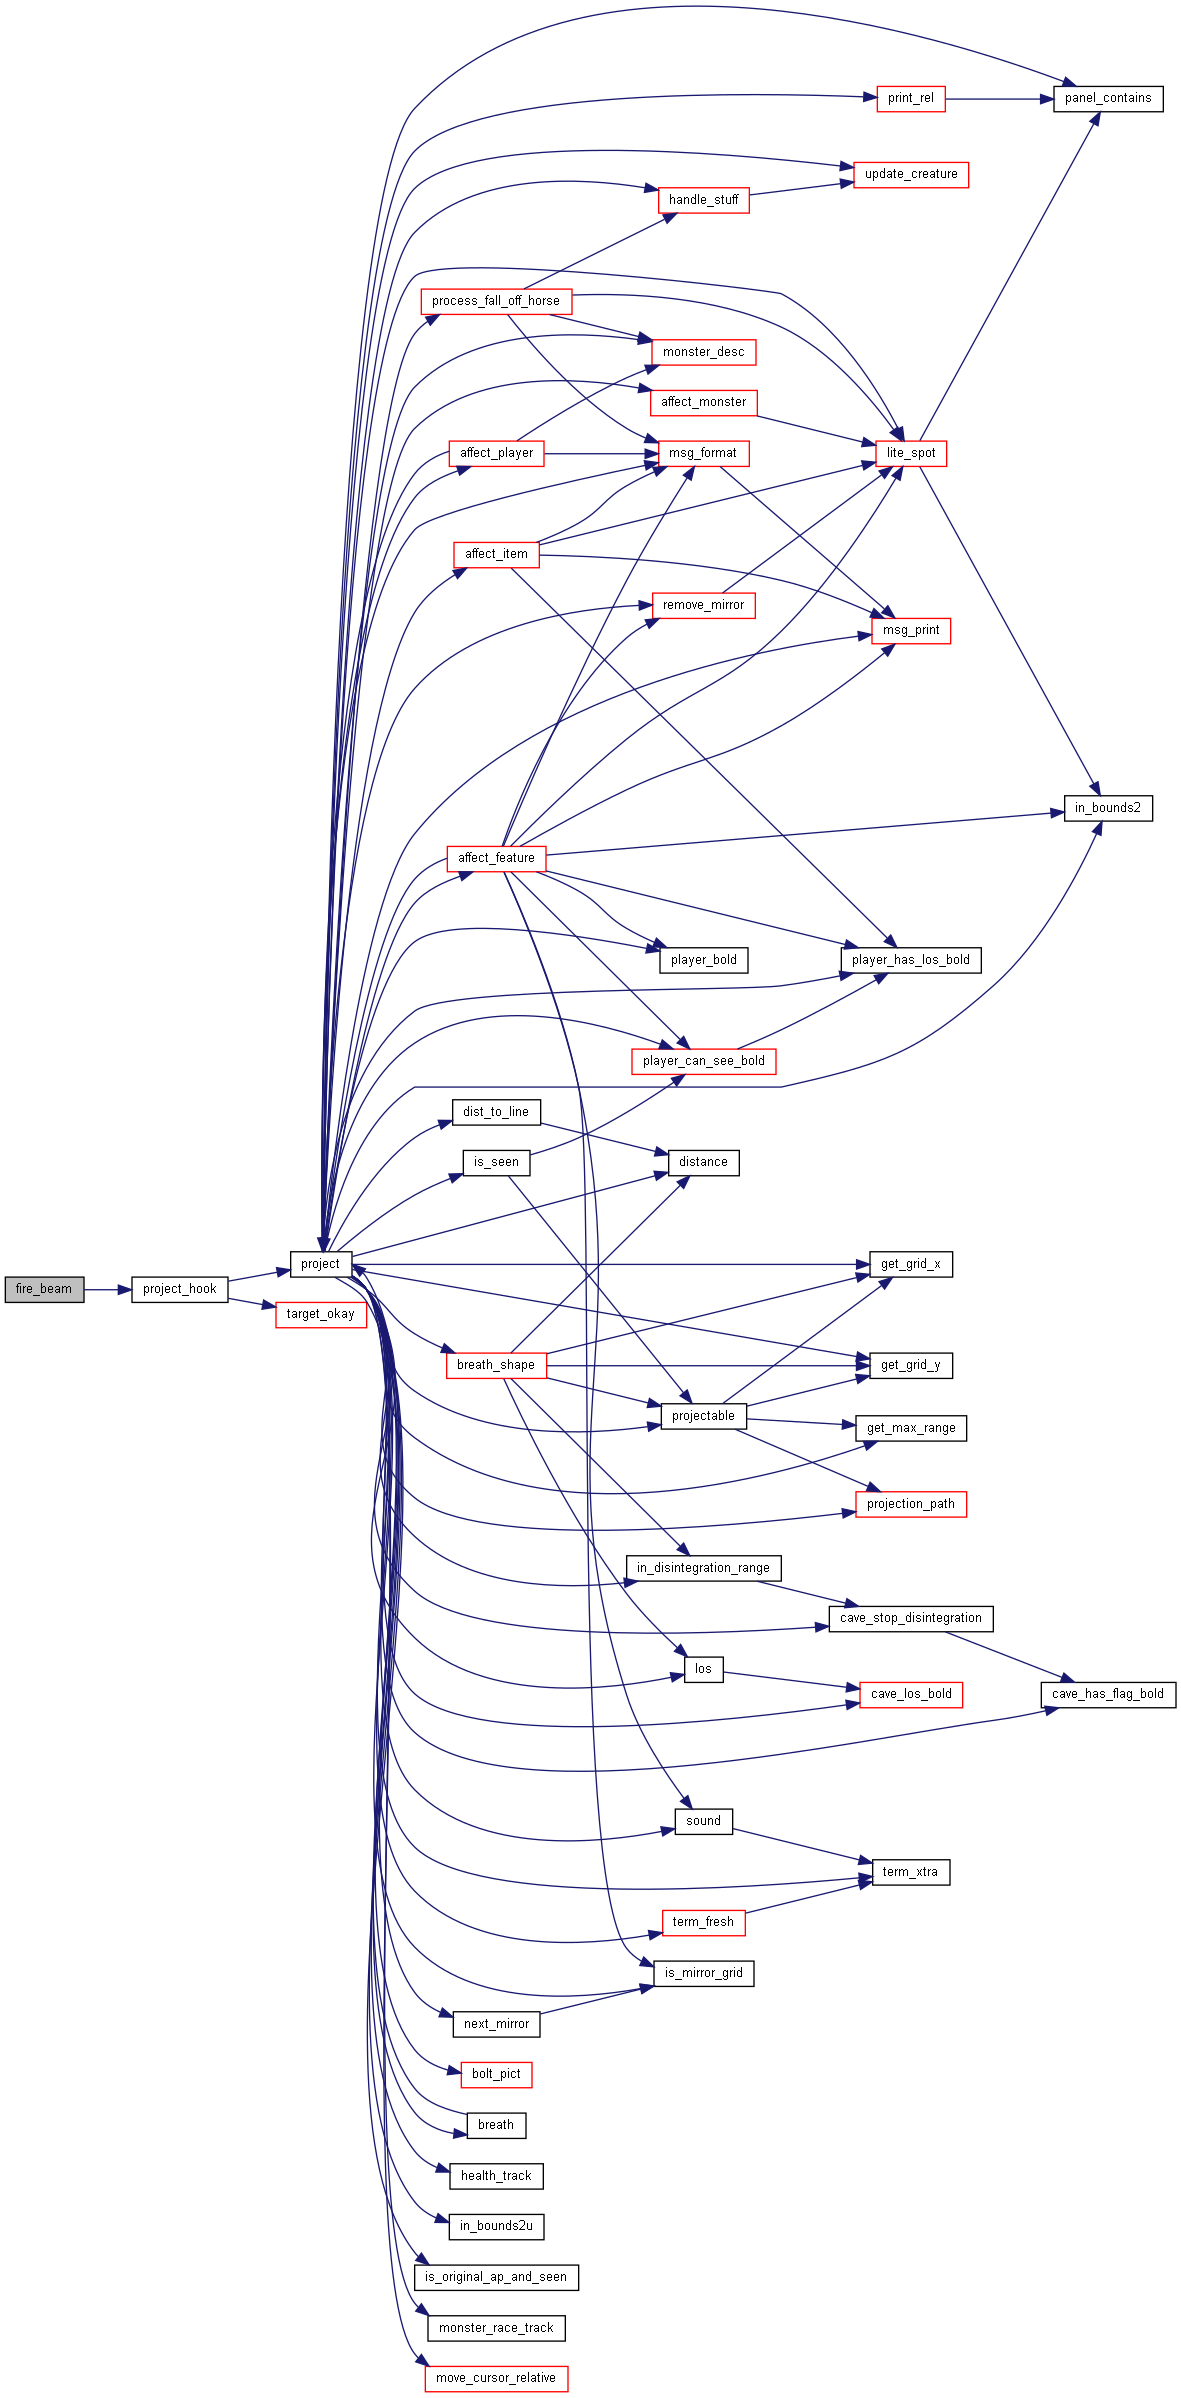 print_rel
panel_contains
update_creature
handle_stuff
process_fall_off_horse
monster_desc
affect_monster
affect_player
msg_format
lite_spot
affect_item
remove_mirror
msg_print
in_bounds2
affect_feature
player_bold
player_has_los_bold
player_can_see_bold
dist_to_line
is_seen
distance
project
get_grid_x
fire_beam
project_hook
target_okay
breath_shape
get_grid_y
projectable
get_max_range
projection_path
in_disintegration_range
cave_stop_disintegration
los
cave_los_bold
cave_has_flag_bold
sound
term_xtra
term_fresh
is_mirror_grid
next_mirror
bolt_pict
breath
health_track
in_bounds2u
is_original_ap_and_seen
monster_race_track
move_cursor_relative